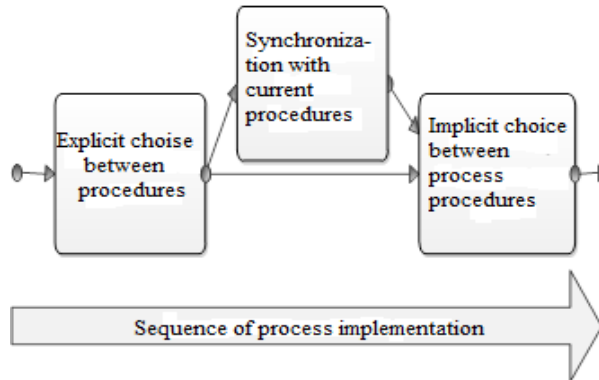 Explicit choise
between
procedures
Synchroniza-
tion with
current
procedures
Implicit choice
between
process
procedures
Sequence of process implementation